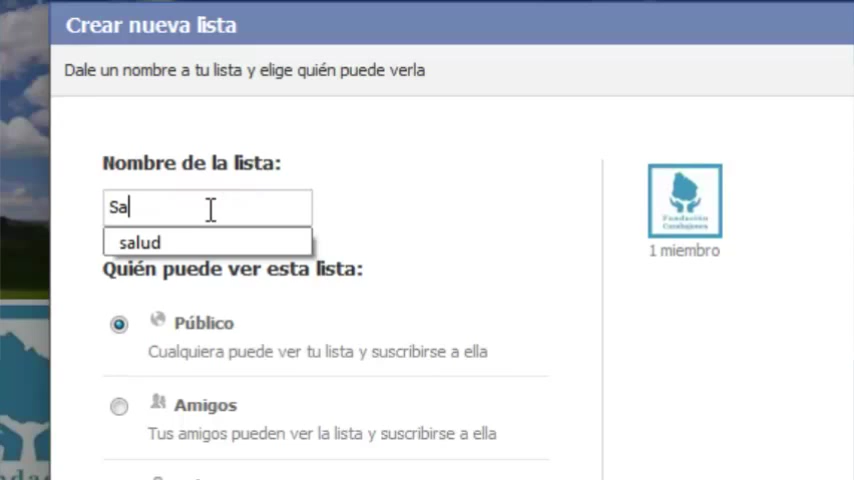 Crear nueva lista
Dale un nombre a tu lista y elige quién puede verla
Nombre de la lista:
Sa
salud
Quién puede ver esta lista:
Público
Cualquiera puede ver tu lista y suscribirse a ella
Amigos
Tus amigos pueden ver la lista y suscribirse a ella
Fundación
1 miembro